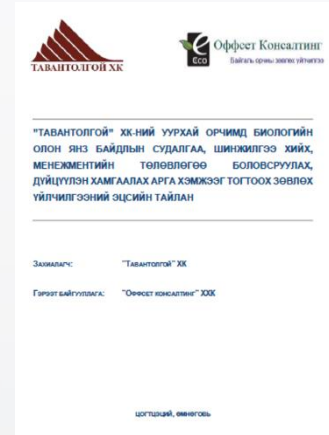 ТАВАНТОЛГОЙ ХК
Eco
Оффсет Консалтинг
Байгаль орчны зөвлөх үйлчилгээ
"ТАВАНТОЛГОЙ" ХК-НИЙ УУРХАЙ ОРЧИМД БИОЛОГИЙН
ОЛОН ЯНЗ БАЙДЛЫН СУДАЛГАА, ШИНЖИЛГЭЭ ХИЙХ,
МЕНЕЖМЕНТИЙН ТӨЛӨВЛӨГӨӨ БОЛОВСРУУЛАХ,
ДҮЙЦҮҮЛЭН ХАМГААЛАХ АРГА ХЭМЖЭЭГ ТОГТООХ ЗӨВЛӨХ
ҮЙЛЧИЛГЭЭНИЙ ЭЦСИЙН ТАЙЛАН
ЗАХИАЛАГЧ: "ТАВАНТОЛГОЙ" ХК
ГЭРЭЭТ БАЙГУУЛЛАГА: "ОФФСЕТ КОНСАЛТИНГ" ХХК
ЦОГТЦЭЦИЙ, ӨМНӨГОВЬ